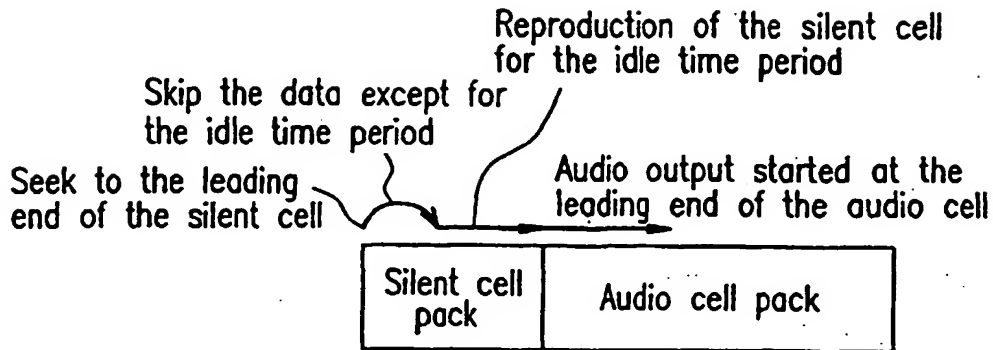 Reproduction of the silent cell
for the idle time period
Skip the data except for
the idle time period
Seek to the leading
end of the silent cell
Audio output started at the
leading end of the audio cell
Silent cell
pack
Audio cell pack